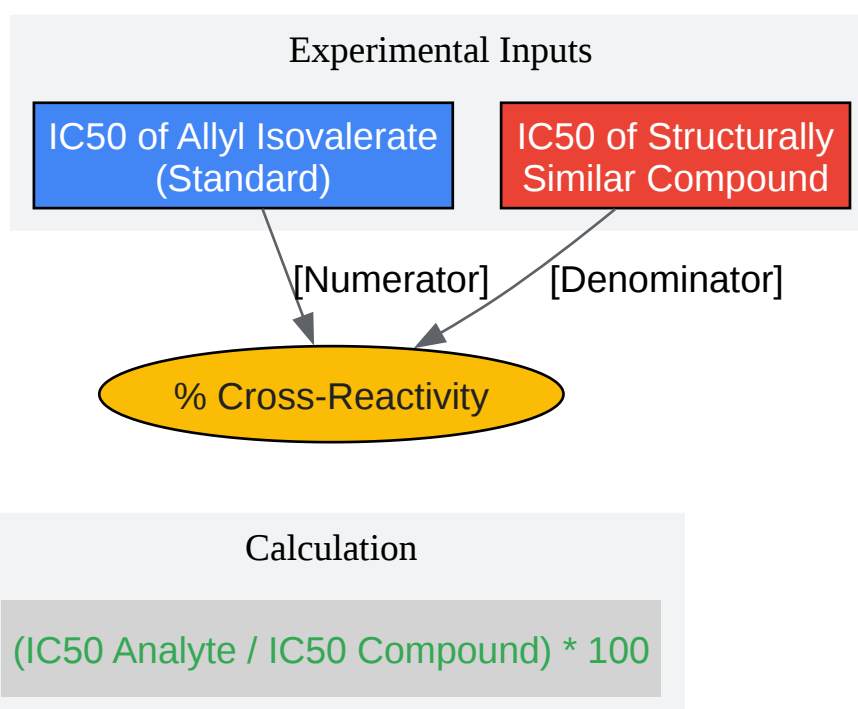 Experimental Inputs
IC50 of Allyl Isovalerate
(Standard)
IC50 of Structurally
Similar Compound
[Numerator]
[Denominator]
% Cross-Reactivity
Calculation
(IC50 Analyte / IC50 Compound) * 100